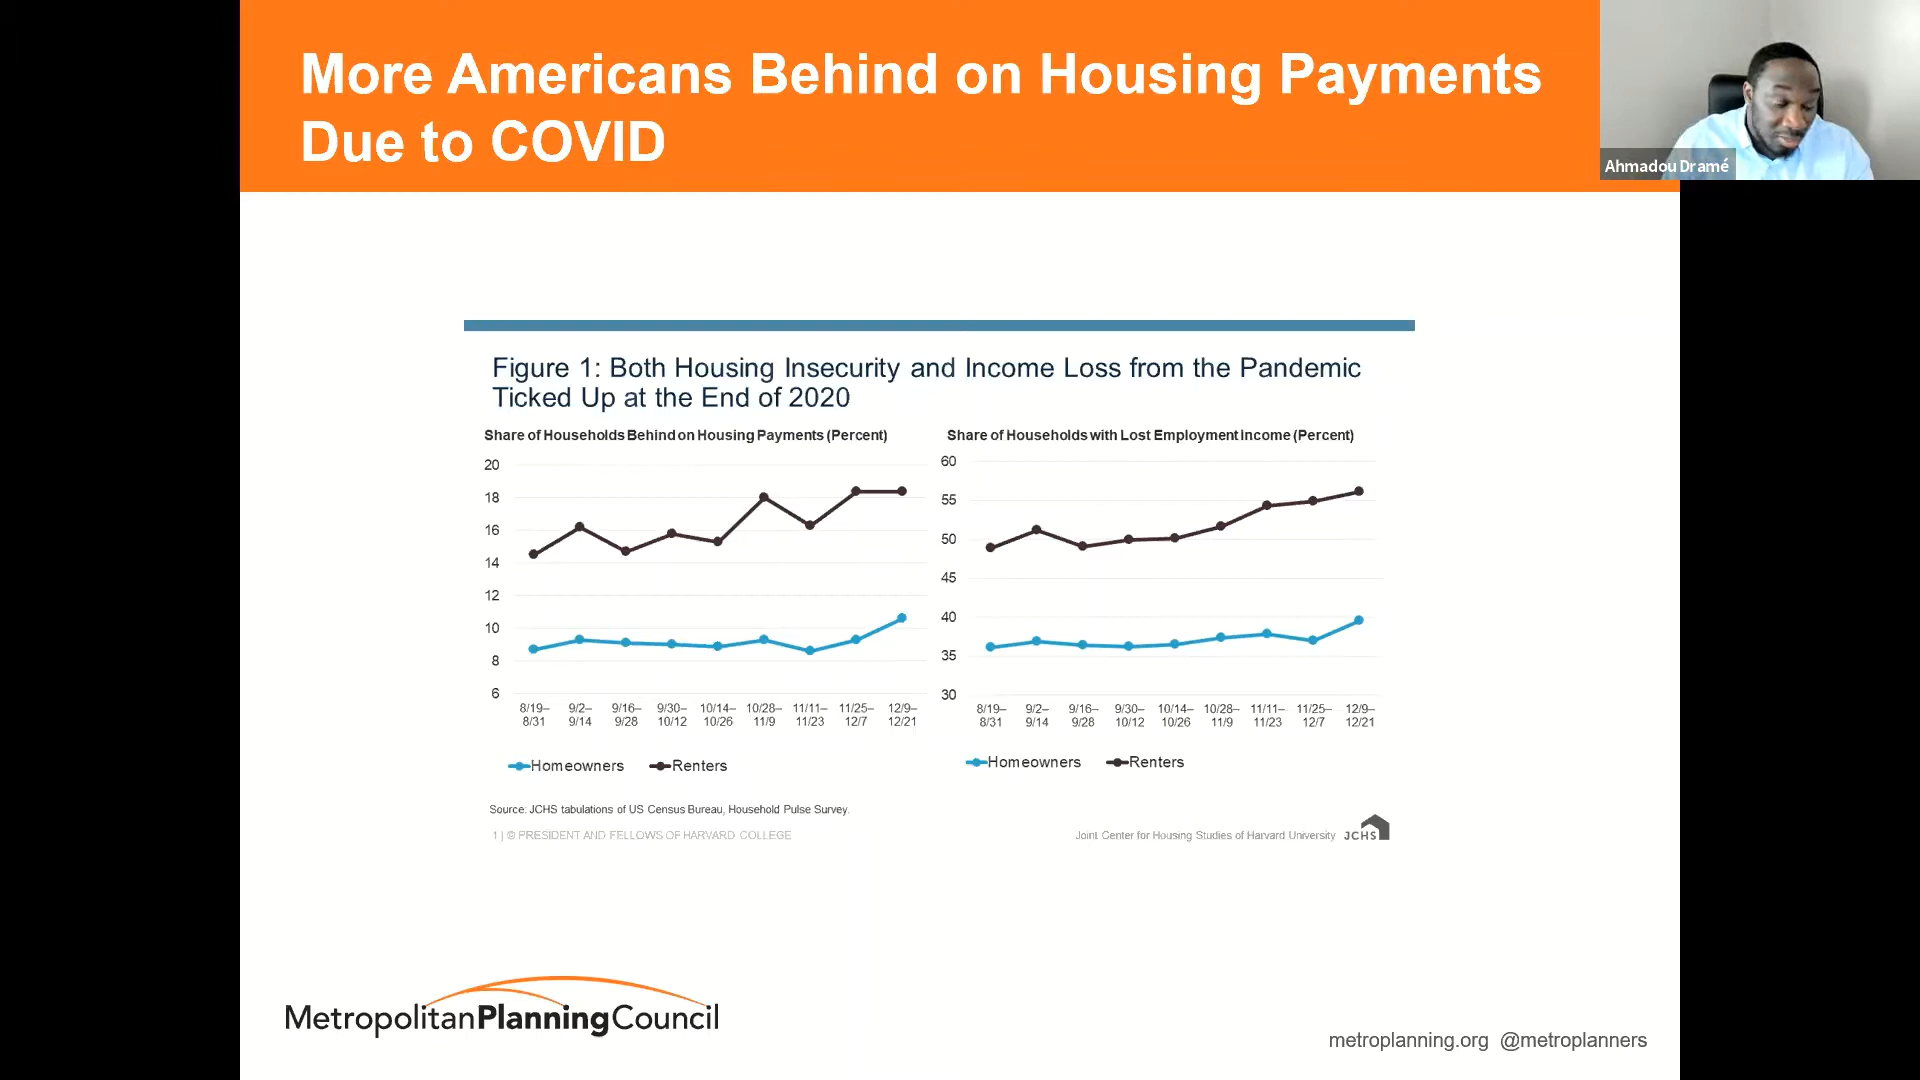 More Americans Behind on Housing Payments
Due to COVID
Ahmadou Dramé
Figure 1: Both Housing Insecurity and Income Loss from the Pandemic
Ticked Up at the End of 2020
Share of Households Behind on Housing Payments (Percent)
20
18
16
14
12
10
8
6
8/19– 9/2– 9/16– 9/30– 10/14– 10/28– 11/11– 11/25– 12/9–
8/31 9/14 9/28 10/12 10/26 11/9 11/23 12/7 12/21
Homeowners Renters
Share of Households with Lost Employment Income (Percent)
60
55
50
45
40
35
30
8/19– 9/2– 9/16– 9/30– 10/14– 10/28– 11/11– 11/25– 12/9–
8/31 9/14 9/28 10/12 10/26 11/9 11/23 12/7 12/21
Homeowners Renters
Source: JCHS tabulations of US Census Bureau, Household Pulse Survey.
1 | © PRESIDENT AND FELLOWS OF HARVARD COLLEGE
Joint Center for Housing Studies of Harvard University JCHS
MetropolitanPlanningCouncil
metroplanning.org @metroplanners